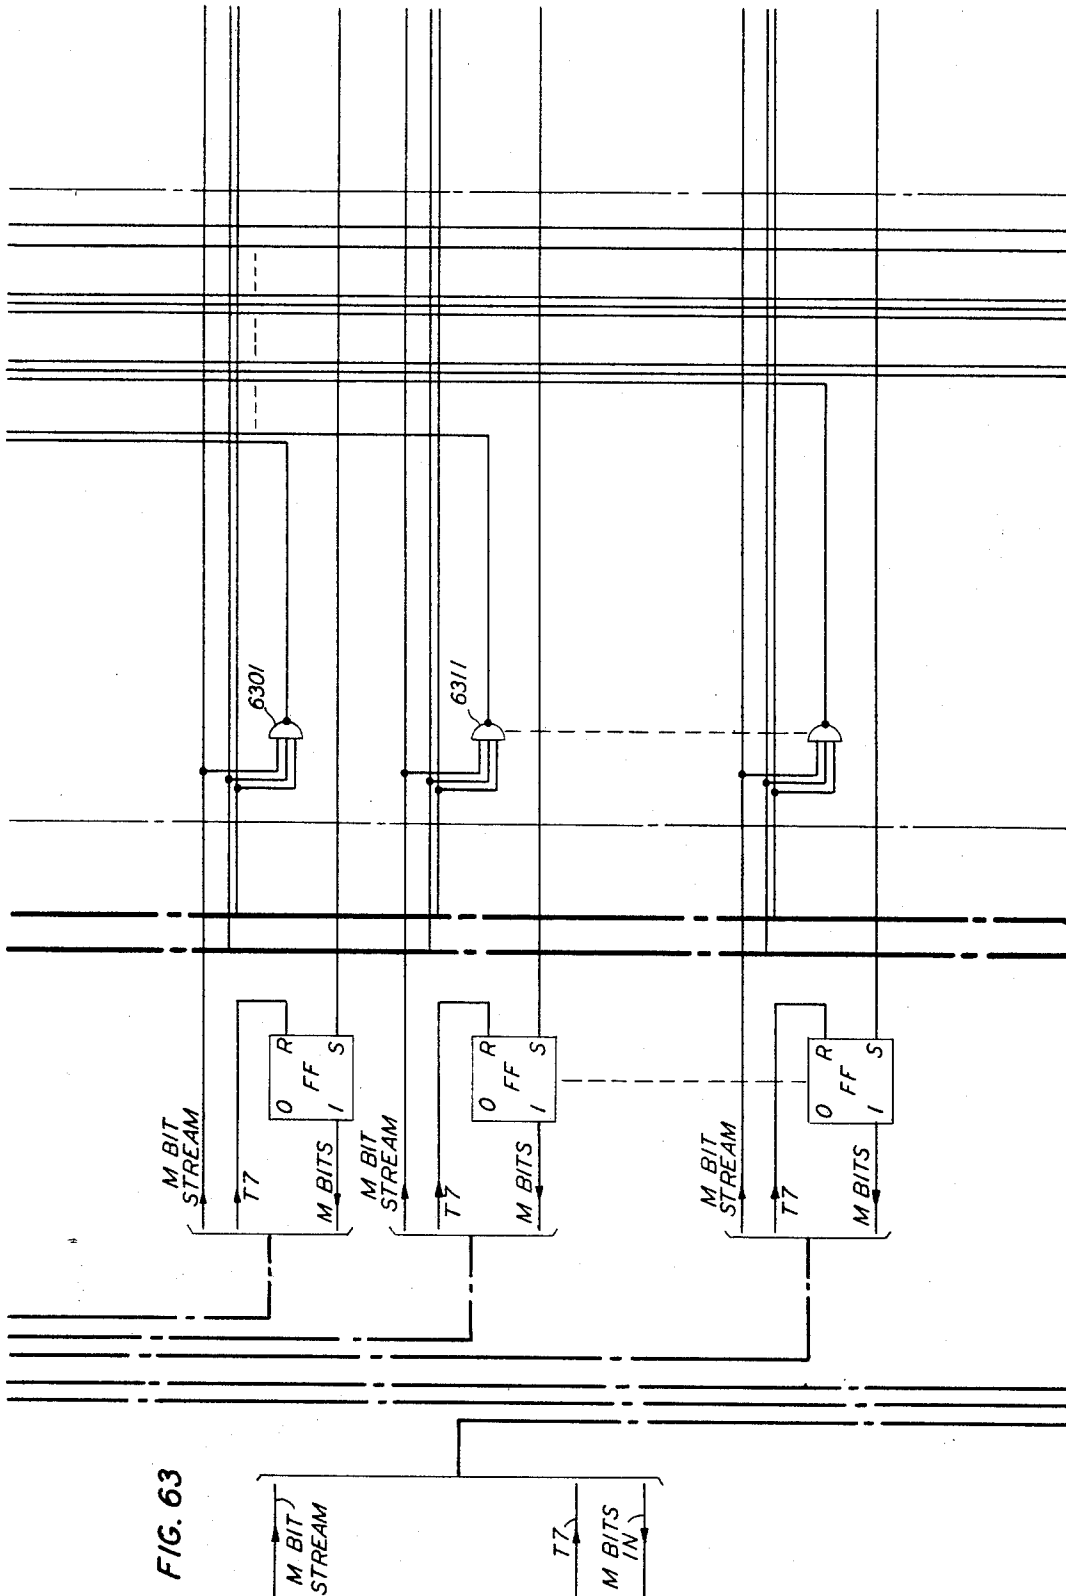 FIG. 63
M BIT
STREAM
T7
M BITS
IN
M BIT
STREAM
T7
M BITS
O R
FF
I S
6301
M BIT
STREAM
T7
M BITS
O R
FF
I S
6311
M BIT
STREAM
T7
M BITS
O R
FF
I S